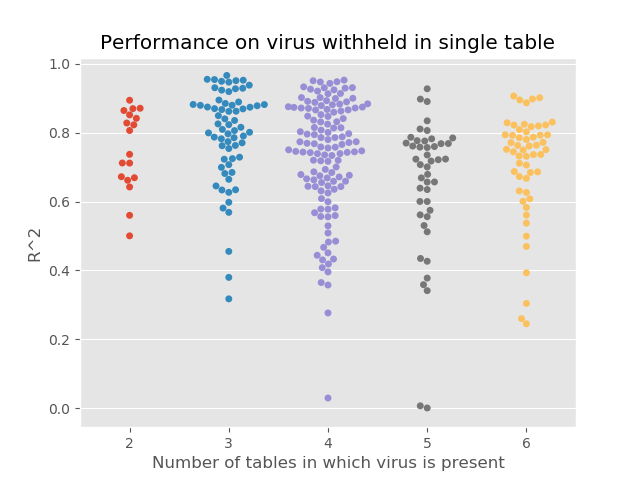 Performance on virus withheld in single table
1.0
0.8
0.6
0.4
0.2
0.0
R^2
2 3 4 5 6
Number of tables in which virus is present